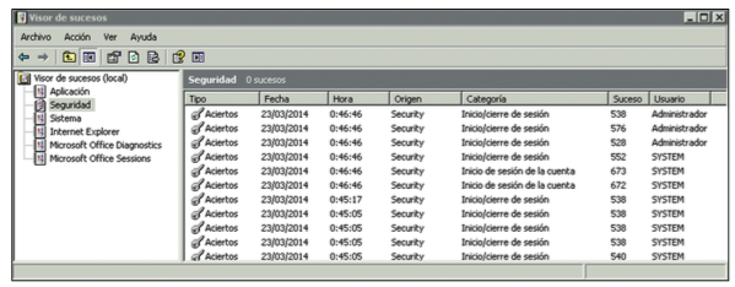 Visor de sucesos
Archivo Acción Ver Ayuda
Visor de sucesos (local)
Aplicación
Seguridad
Sistema
Internet Explorer
Microsoft Office Diagnostics
Microsoft Office Sessions
Seguridad 0 sucesos
Tipo Fecha Hora Origen Categoría Suceso Usuario
Aciertos 23/03/2014 0:46:46 Security Inicio/cierre de sesión 538 Administrador
Aciertos 23/03/2014 0:46:46 Security Inicio/cierre de sesión 576 Administrador
Aciertos 23/03/2014 0:46:46 Security Inicio/cierre de sesión 528 Administrador
Aciertos 23/03/2014 0:46:46 Security Inicio/cierre de sesión 552 SYSTEM
Aciertos 23/03/2014 0:46:46 Security Inicio de sesión de la cuenta 673 SYSTEM
Aciertos 23/03/2014 0:46:46 Security Inicio de sesión de la cuenta 672 SYSTEM
Aciertos 23/03/2014 0:45:17 Security Inicio/cierre de sesión 538 SYSTEM
Aciertos 23/03/2014 0:45:05 Security Inicio/cierre de sesión 538 SYSTEM
Aciertos 23/03/2014 0:45:05 Security Inicio/cierre de sesión 538 SYSTEM
Aciertos 23/03/2014 0:45:05 Security Inicio/cierre de sesión 538 SYSTEM
Aciertos 23/03/2014 0:45:05 Security Inicio/cierre de sesión 540 SYSTEM